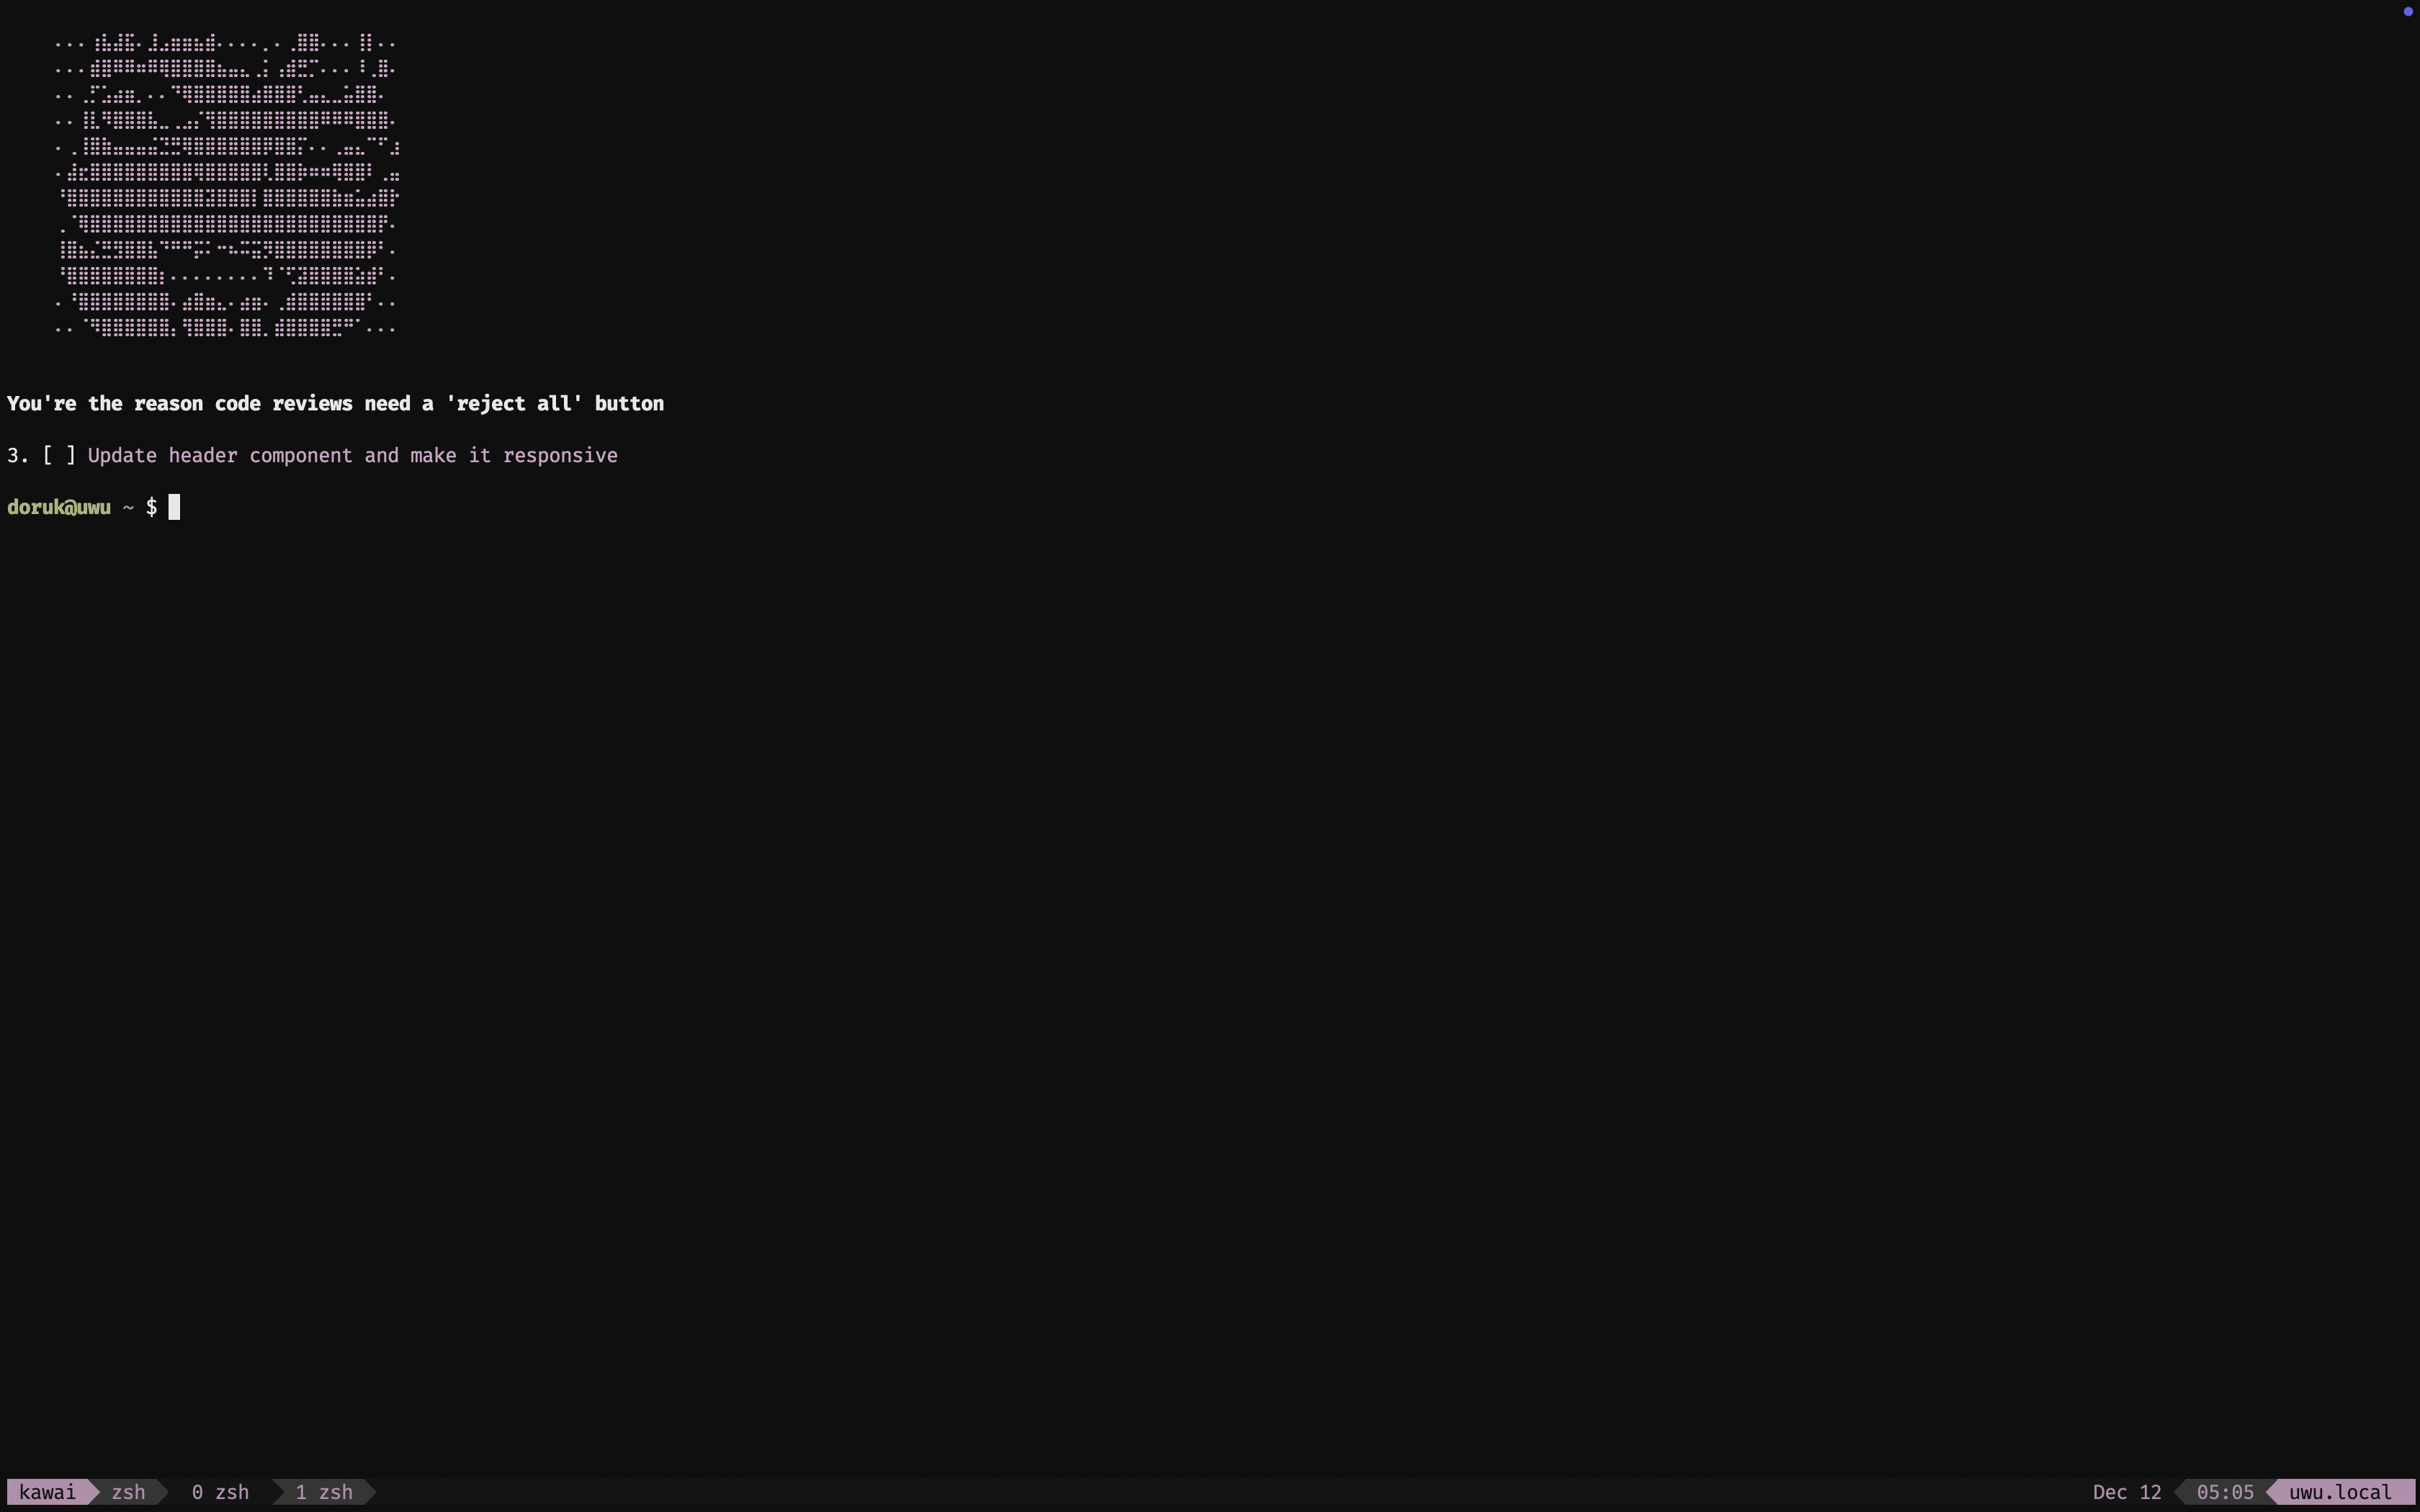 You're the reason code reviews need a 'reject all' button
3. [ ] Update header component and make it responsive
doruk@uwu ~ $
kawai zsh 0 zsh 1 zsh Dec 12 05:05 uwu.local